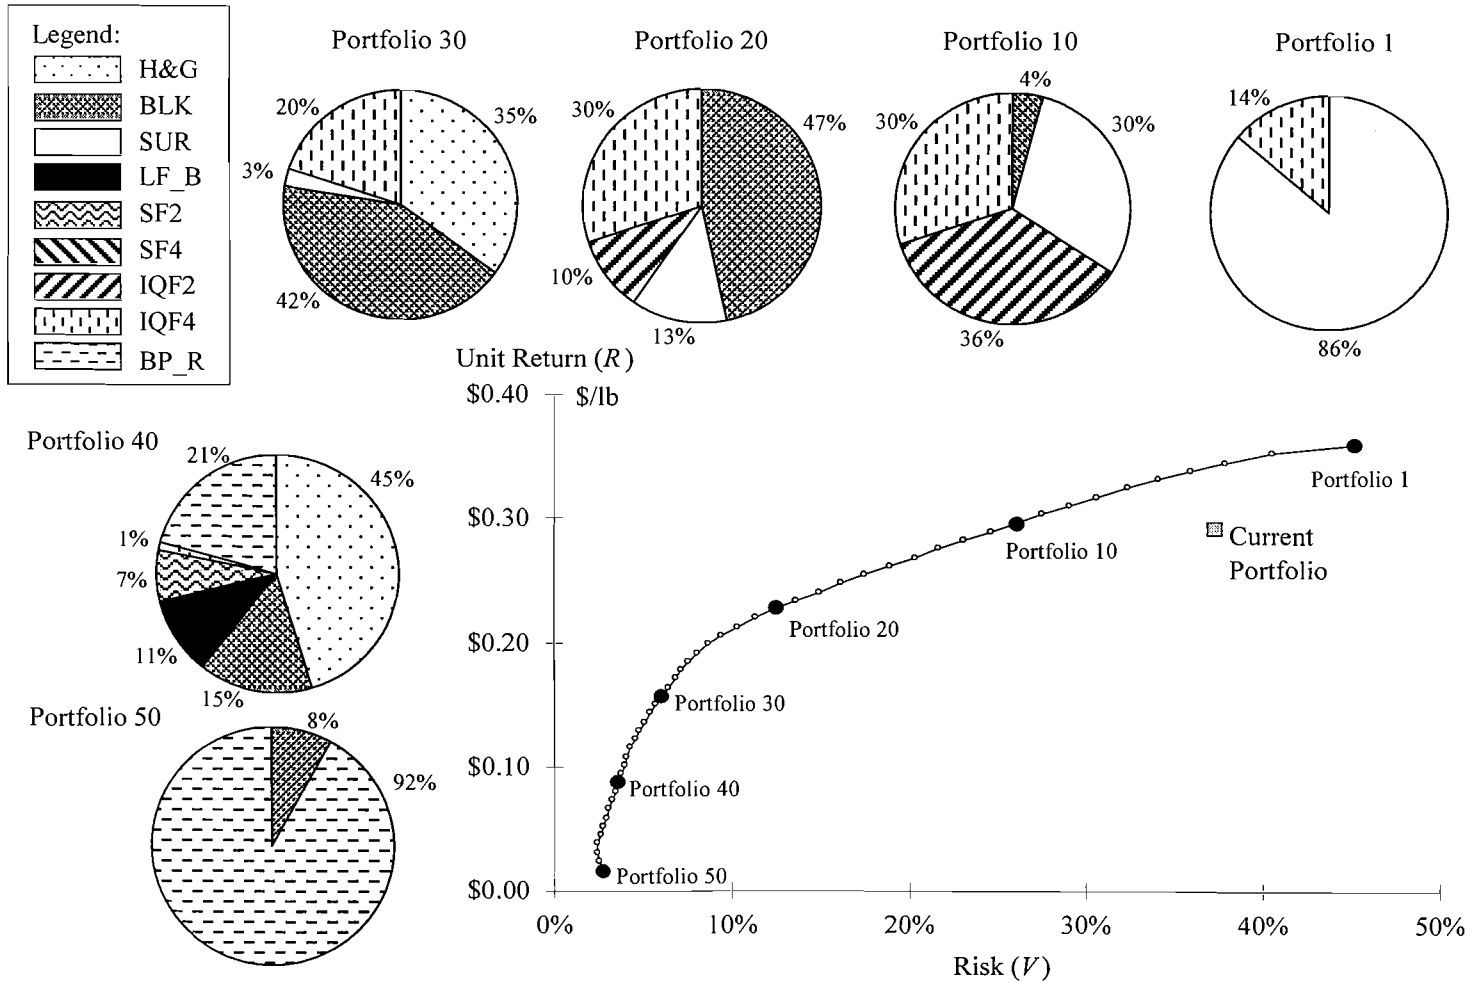 Legend:
H&G
BLK
SUR
LF_B
SF2
SF4
IQF2
IQF4
BP_R
Portfolio 30
20%
35%
3%
42%
Portfolio 20
30%
47%
10%
13%
Portfolio 10
4%
30%
30%
36%
Portfolio 1
14%
86%
Portfolio 40
21%
45%
1%
7%
11%
15%
Portfolio 50
8%
92%
Unit Return (R)
$/lb
$0.40
$0.30
$0.20
$0.10
$0.00
Portfolio 1
Portfolio 10
Current
Portfolio
Portfolio 20
Portfolio 30
Portfolio 40
Portfolio 50
0%
10%
20%
30%
40%
50%
Risk (V)